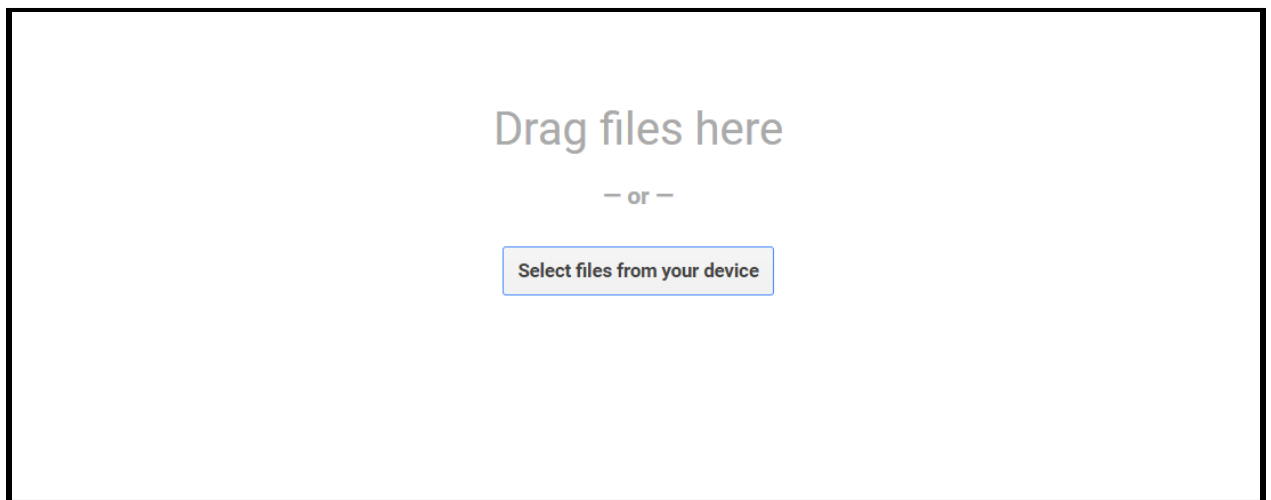 Drag files here
— or —
Select files from your device